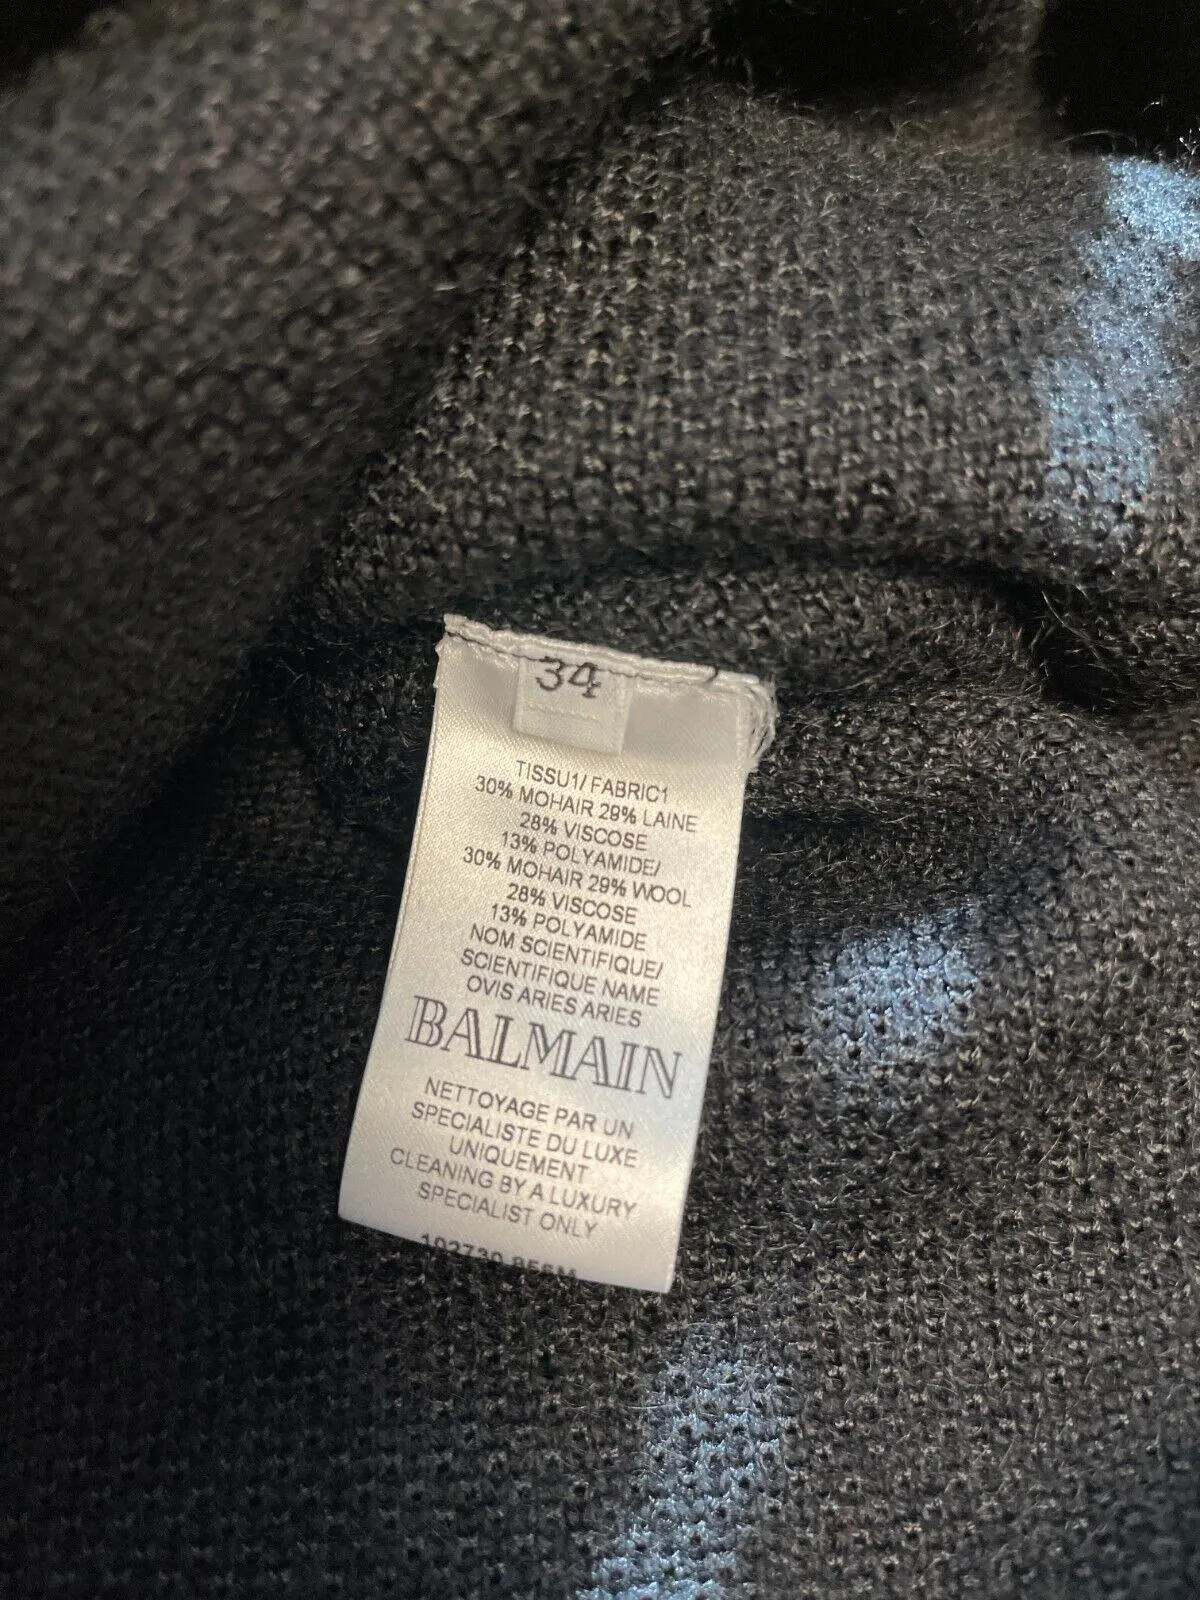 34
TISSU1/ FABRIC1
30% MOHAIR 29% LAINE
28% VISCOSE
13% POLYAMIDE/
30% MOHAIR 29% WOOL
28% VISCOSE
13% POLYAMIDE
NOM SCIENTIFIQUE/
SCIENTIFIQUE NAME
OVIS ARIES ARIES
BALMAIN
NETTOYAGE PAR UN
SPECIALISTE DU LUXE
UNIQUEMENT
CLEANING BY A LUXURY
SPECIALIST ONLY